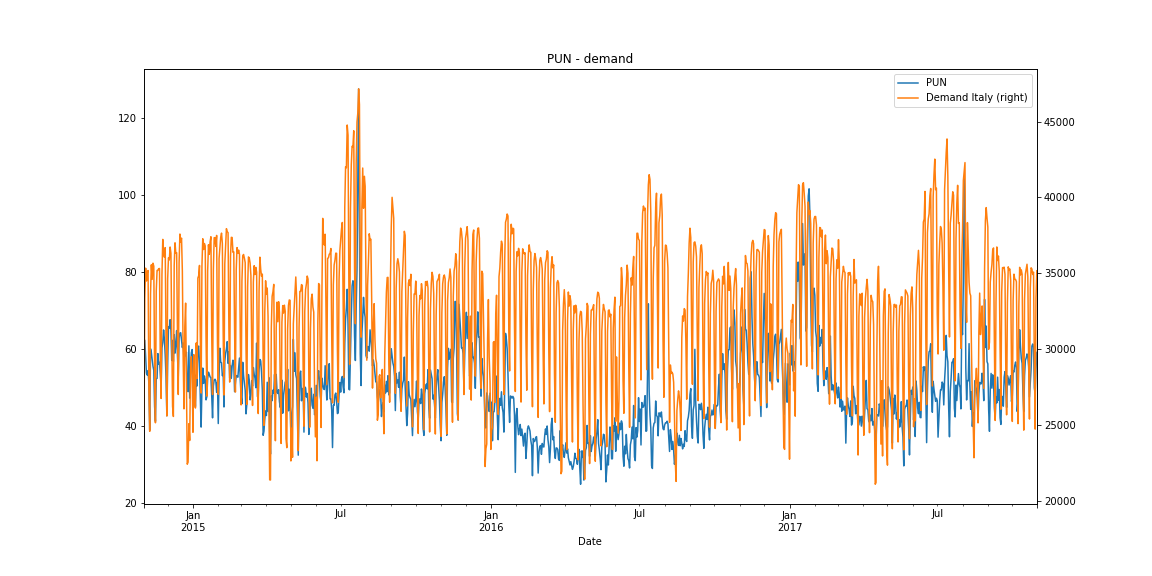 PUN - demand
PUN
Demand Italy (right)
120
100
80
60
40
20
45000
40000
35000
30000
25000
20000
Jan
2015
Jul
Jan
2016
Jul
Jan
2017
Jul
Date